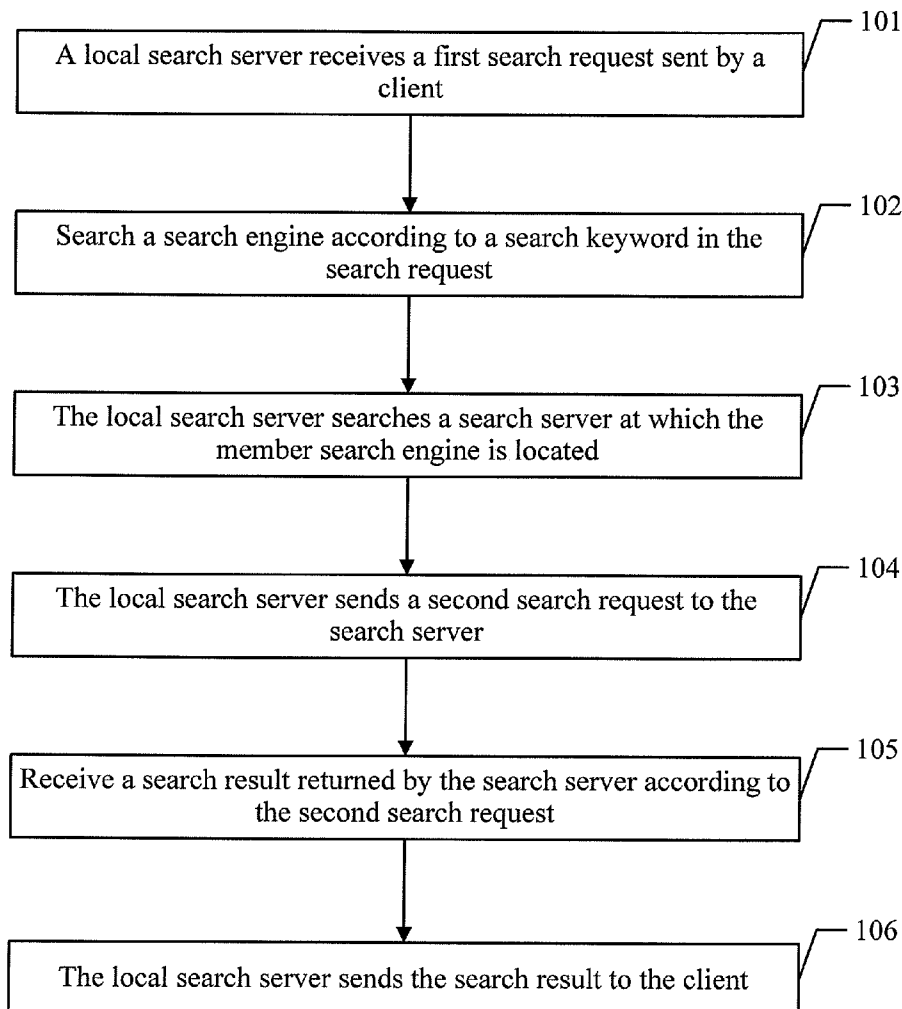 101
A local search server receives a first search request sent by a
client
102
Search a search engine according to a search keyword in the
search request
103
The local search server searches a search server at which the
member search engine is located
104
The local search server sends a second search request to the
search server
105
Receive a search result returned by the search server according to
the second search request
106
The local search server sends the search result to the client